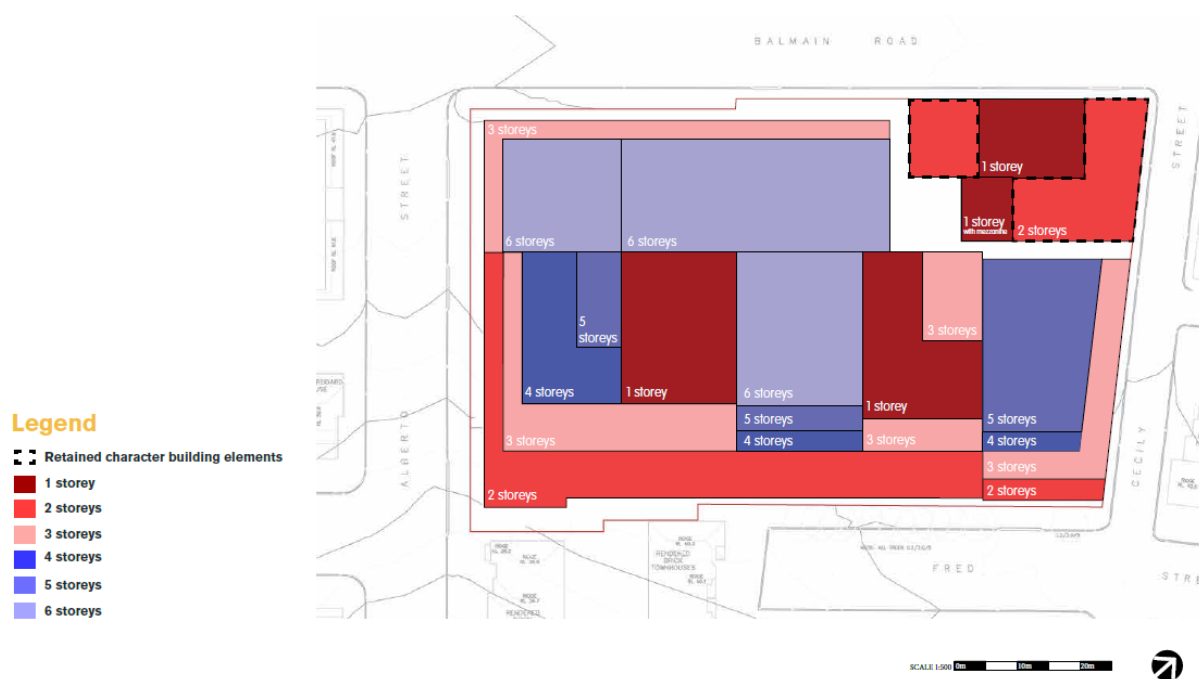 BALMAIN ROAD
STREET
STREET
3 storeys
1 storey
1 storey
with mezzanine
2 storeys
6 storeys
6 storeys
5
storeys
3 storeys
4 storeys
1 storey
6 storeys
1 storey
5 storeys
5 storeys
3 storeys
4 storeys
3 storeys
4 storeys
3 storeys
2 storeys
2 storeys
ALBERTO
CECILY
Legend
Retained character building elements
1 storey
2 storeys
3 storeys
4 storeys
5 storeys
6 storeys
RENDERED
BRICK
TOWNHOUSES
RIDGE
RIDGE
RIDGE
RENDERED
FRED
STRE
SCALE 1:500 0m 10m 20m